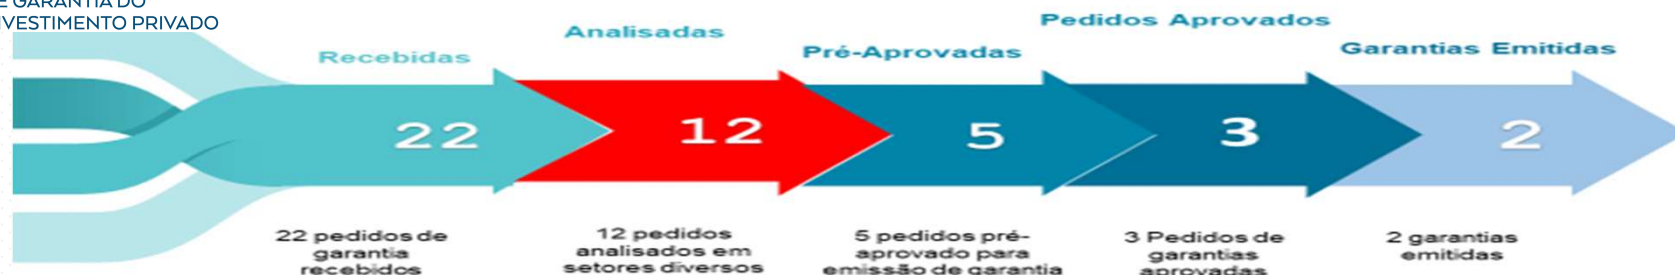 E GARANTIA DO
NVESTIMENTO PRIVADO
Recebidas
Analisadas
Pré-Aprovadas
Pedidos Aprovados
Garantias Emitidas
22
12
5
3
2
22 pedidos de
garantia
recebidos
12 pedidos
analisados em
setores diversos
5 pedidos pré-
aprovado para
emissão de garantia
3 Pedidos de
garantias
aprovadas
2 garantias
emitidas